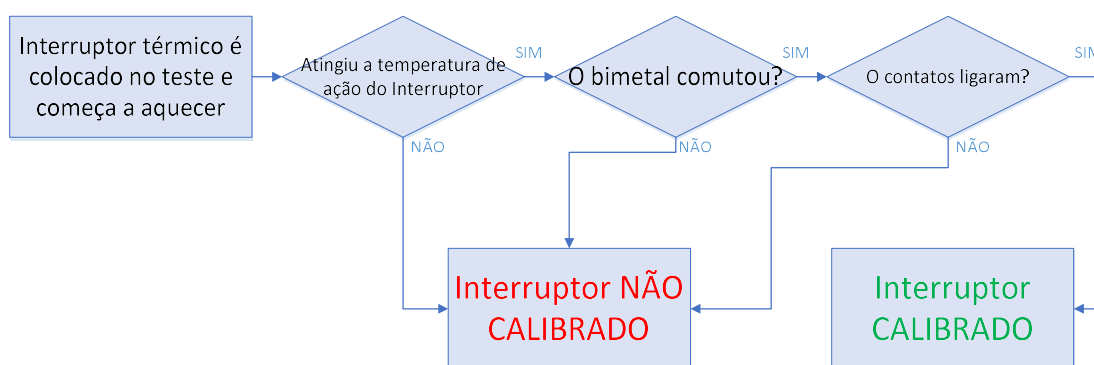 Interruptor térmico é
colocado no teste e
começa a aquecer
Atingiu a temperatura de
ação do Interruptor
SIM
O bimetal comutou?
SIM
O contatos ligaram?
SIM
NÃO
NÃO
NÃO
Interruptor NÃO
CALIBRADO
Interruptor
CALIBRADO